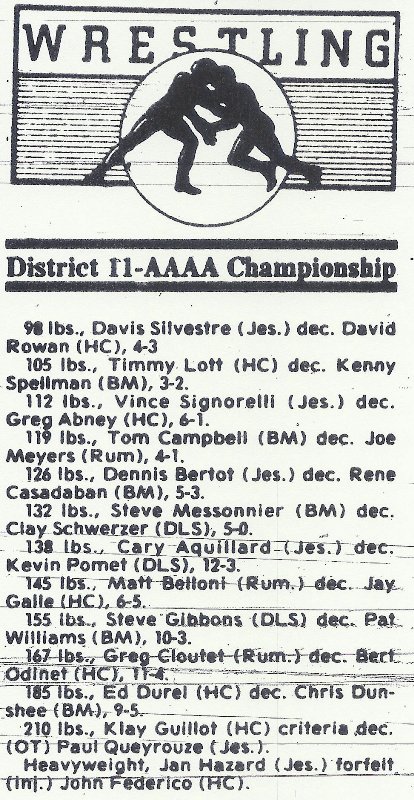 WRESTLING
District 11-AAAA Championship
98 lbs., Davis Silvestre (Jes.) dec. David
Rowan (HC), 4-3
105 lbs., Timmy Lott (HC) dec. Kenny
Spellman (BM), 3-2.
112 lbs., Vince Signorelli (Jes.) dec.
Greg Abney (HC), 6-1.
119 lbs., Tom Campbell (BM) dec. Joe
Meyers (Rum), 4-1.
126 lbs., Dennis Bertot (Jes.) dec. Rene
Casadaban (BM), 5-3.
132 lbs., Steve Messonnier (BM) dec.
Clay Schwerzer (DLS), 5-0.
138 lbs., Cary Aquillard (Jes.) dec.
Kevin Pomet (DLS), 12-3.
145 lbs., Matt Belloni (Rum.) dec. Jay
Galle (HC), 6-5.
155 lbs., Steve Gibbons (DLS) dec. Pat
Williams (BM), 10-3.
167 lbs., Greg Cloutet (Rum.) dec. Bert
Odinet (HC), 11-4.
185 lbs., Ed Durel (HC) dec. Chris Dun-
shee (BM), 9-5.
210 lbs., Klay Guillot (HC) criteria dec.
(OT) Paul Queyrouze (Jes.).
Heavyweight, Jan Hazard (Jes.) forfeit
(inj.) John Federico (HC).